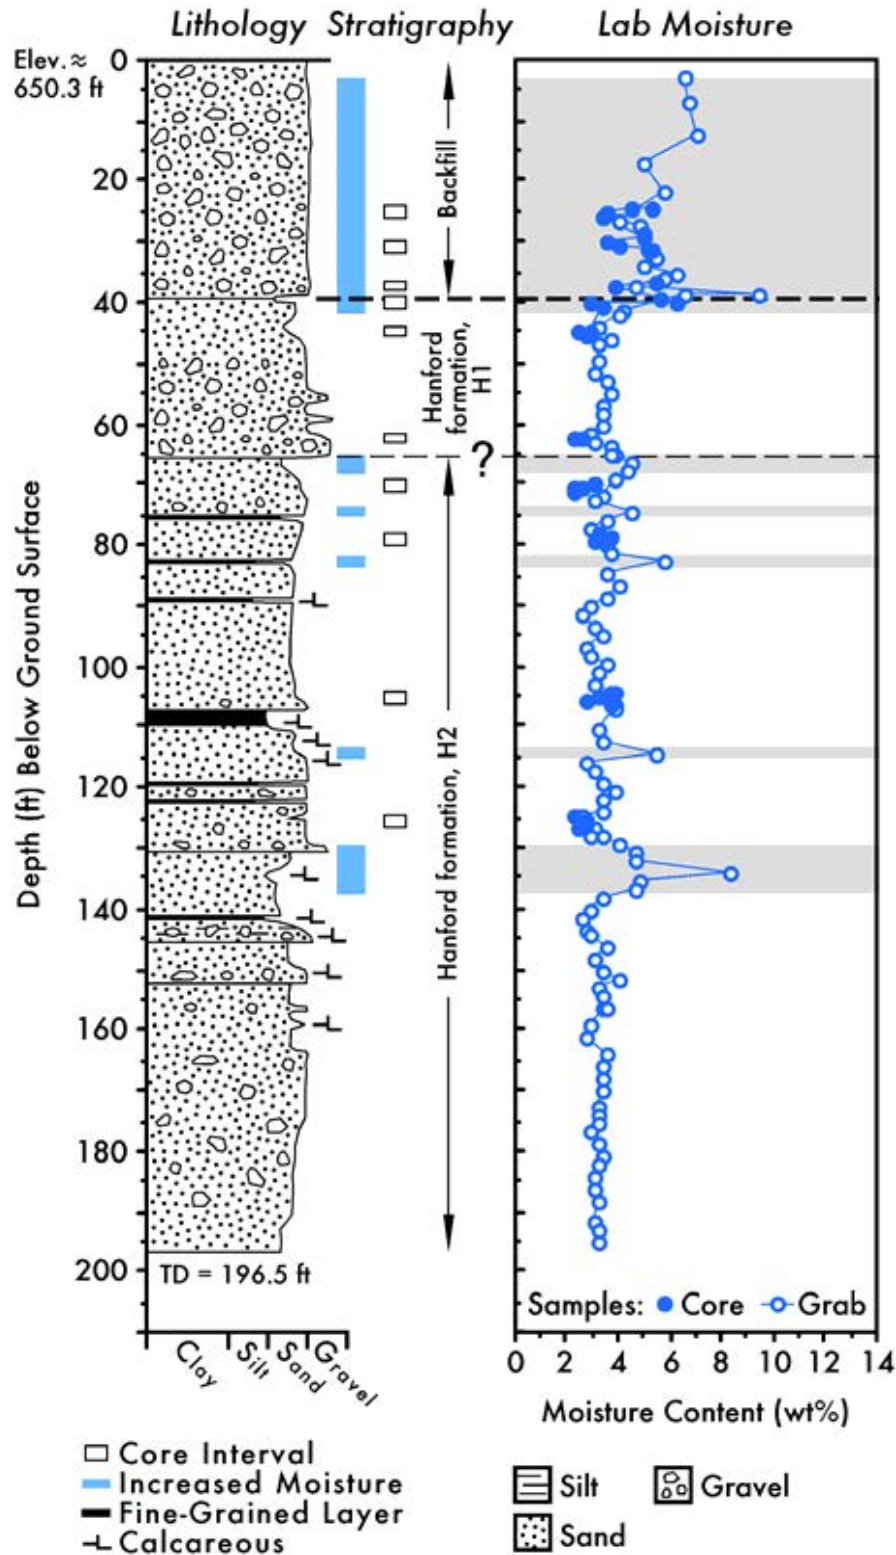 Lithology Stratigraphy Lab Moisture
Elev. ≈
650.3 ft
0
20
40
60
80
100
120
140
160
180
200
Depth (ft) Below Ground Surface
Backfill
Hanford
formation,
H1
?
Hanford formation, H2
TD = 196.5 ft
Clay
Silt
Sand
Gravel
Samples: Core Grab
0 2 4 6 8 10 12 14
Moisture Content (wt%)
Core Interval
Increased Moisture
Fine-Grained Layer
Calcareous
Silt
Gravel
Sand